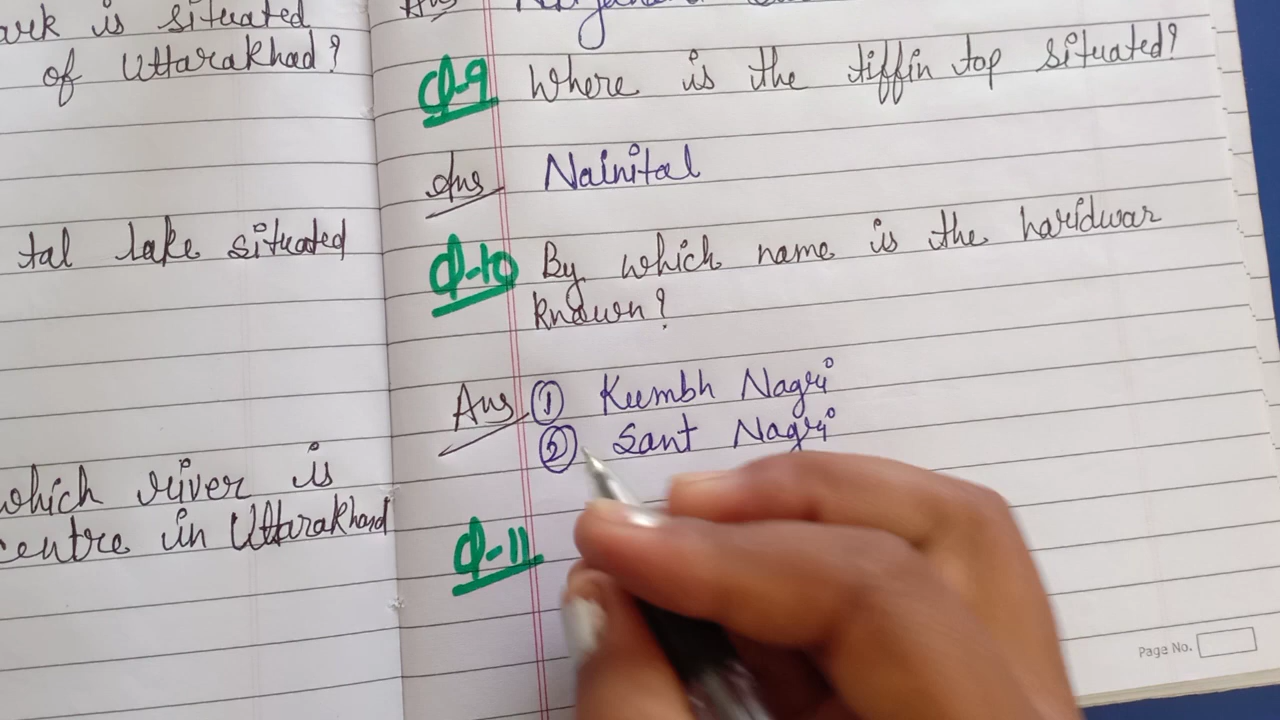 ark is situated
of Uttarakhad?
tal lake situated
which river is
centre in Uttarakhand
Ans
Q-9 Where is the tiffin top situated?
Ans Nainital
Q-10 By which name is the haridwar
known?
Ans ① Kumbh Nagri
② Sant Nagri
Q-11
Page No.